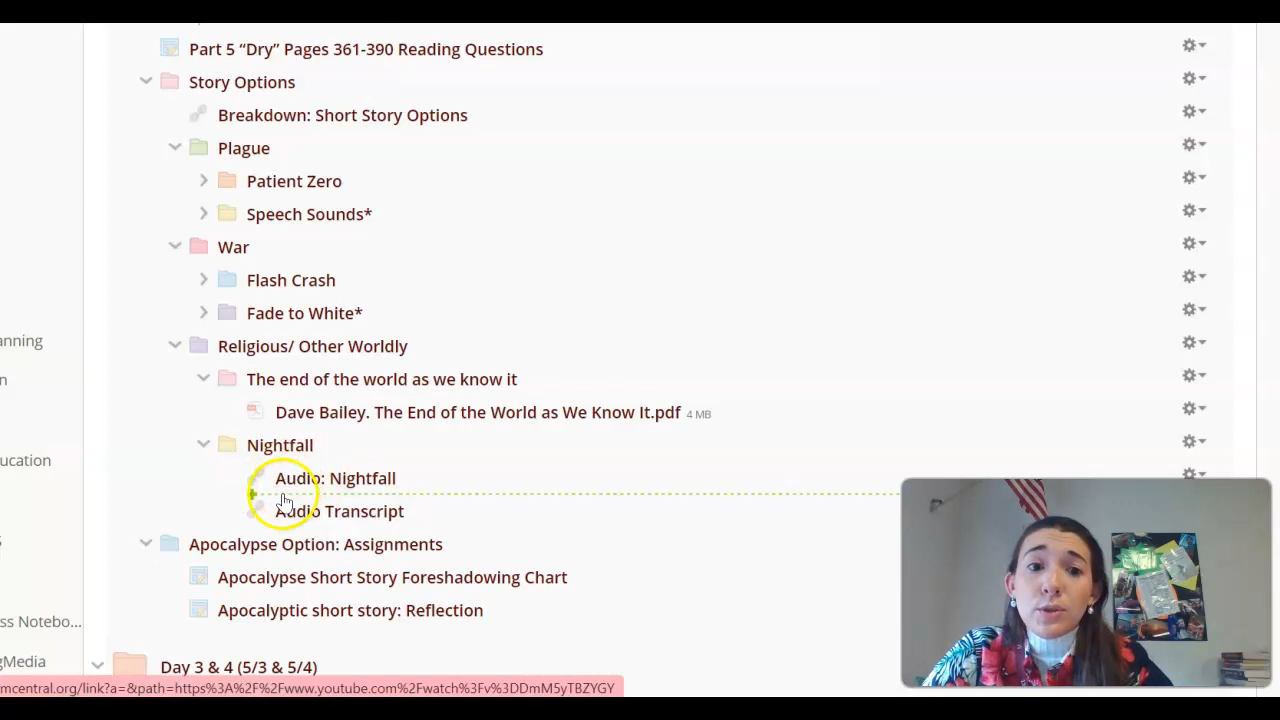 Part 5 “Dry” Pages 361-390 Reading Questions
Story Options
Breakdown: Short Story Options
Plague
Patient Zero
Speech Sounds*
War
Flash Crash
Fade to White*
anning
Religious/ Other Worldly
n
The end of the world as we know it
Dave Bailey. The End of the World as We Know It.pdf 4 MB
Nightfall
ucation
Audio: Nightfall
Audio Transcript
Apocalypse Option: Assignments
Apocalypse Short Story Foreshadowing Chart
Apocalyptic short story: Reflection
ss Notebo...
gMedia
Day 3 & 4 (5/3 & 5/4)
mcentral.org/link?a=&path=https%3A%2F%2Fwww.youtube.com%2Fwatch%3Fv%3DDmM5yTBZYGY